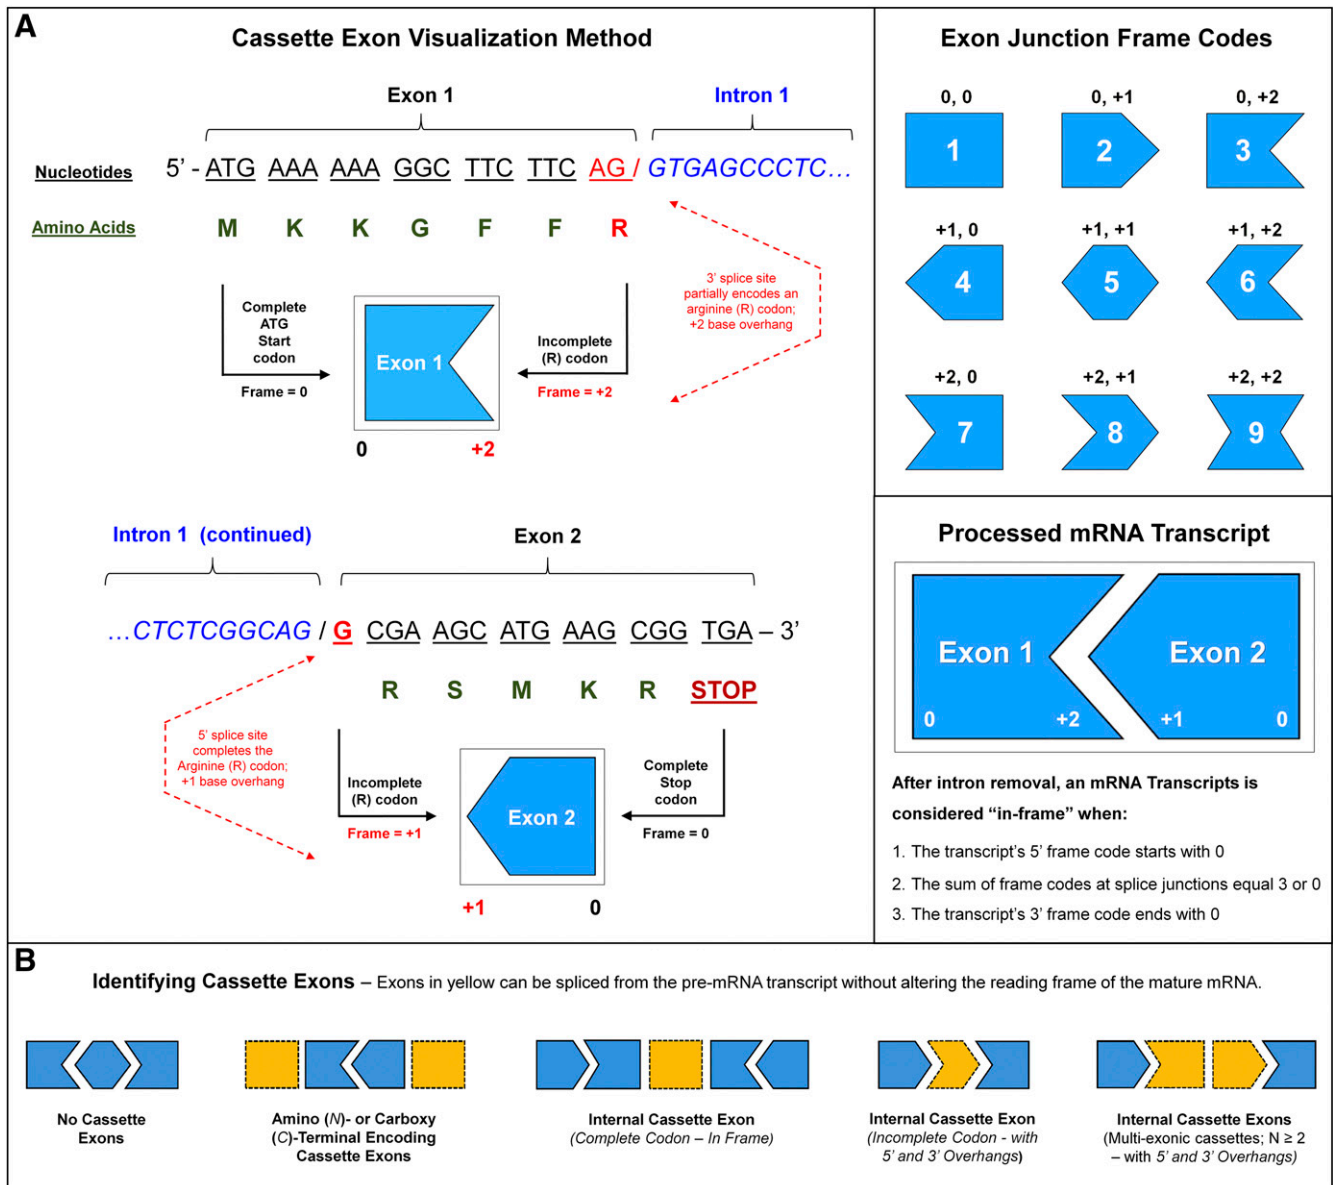 A
Cassette Exon Visualization Method
Exon 1
Intron 1
Nucleotides
5' - ATG AAA AAA GGC TTC TTC AG / GTGAGCCCTC...
Amino Acids
M K K G F F R
3' splice site
partially encodes an
arginine (R) codon;
+2 base overhang
Complete
ATG
Start
codon
Frame = 0
Exon 1
Incomplete
(R) codon
Frame = +2
0
+2
Intron 1 (continued)
Exon 2
...CTCTCGGCAG / G CGA AGC ATG AAG CGG TGA – 3'
R S M K R STOP
5' splice site
completes the
Arginine (R) codon;
+1 base overhang
Incomplete
(R) codon
Frame = +1
Exon 2
Complete
Stop
codon
Frame = 0
+1
0
Exon Junction Frame Codes
0, 0
0, +1
0, +2
1
2
3
+1, 0
+1, +1
+1, +2
4
5
6
+2, 0
+2, +1
+2, +2
7
8
9
Processed mRNA Transcript
Exon 1
Exon 2
0
+2
+1
0
After intron removal, an mRNA Transcripts is
considered “in-frame” when:
1. The transcript's 5' frame code starts with 0
2. The sum of frame codes at splice junctions equal 3 or 0
3. The transcript's 3' frame code ends with 0
B
Identifying Cassette Exons – Exons in yellow can be spliced from the pre-mRNA transcript without altering the reading frame of the mature mRNA.
No Cassette
Exons
Amino (N)- or Carboxy
(C)-Terminal Encoding
Cassette Exons
Internal Cassette Exon
(Complete Codon – In Frame)
Internal Cassette Exon
(Incomplete Codon - with
5' and 3' Overhangs)
Internal Cassette Exons
(Multi-exonic cassettes; N ≥ 2
– with 5' and 3' Overhangs)